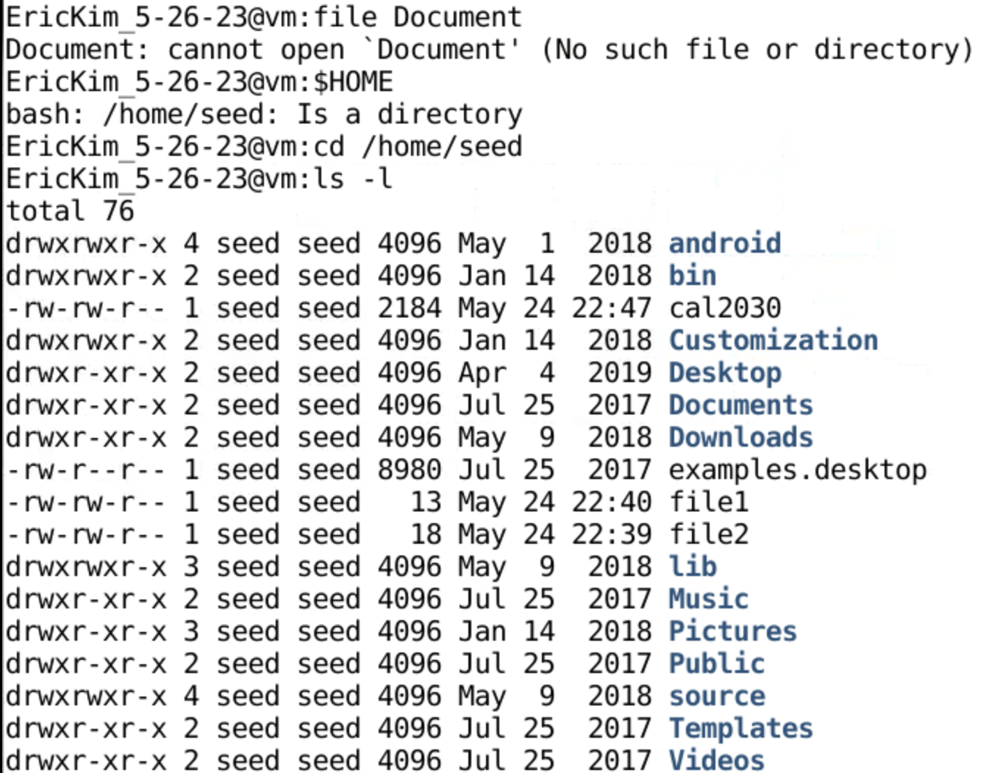 EricKim_5-26-23@vm:file Document
Document: cannot open `Document' (No such file or directory)
EricKim_5-26-23@vm:$HOME
bash: /home/seed: Is a directory
EricKim_5-26-23@vm:cd /home/seed
EricKim_5-26-23@vm:ls -l
total 76
drwxrwxr-x 4 seed seed 4096 May  1  2018 android
drwxrwxr-x 2 seed seed 4096 Jan 14  2018 bin
-rw-rw-r-- 1 seed seed 2184 May 24 22:47 cal2030
drwxrwxr-x 2 seed seed 4096 Jan 14  2018 Customization
drwxr-xr-x 2 seed seed 4096 Apr  4  2019 Desktop
drwxr-xr-x 2 seed seed 4096 Jul 25  2017 Documents
drwxr-xr-x 2 seed seed 4096 May  9  2018 Downloads
-rw-r--r-- 1 seed seed 8980 Jul 25  2017 examples.desktop
-rw-rw-r-- 1 seed seed   13 May 24 22:40 file1
-rw-rw-r-- 1 seed seed   18 May 24 22:39 file2
drwxrwxr-x 3 seed seed 4096 May  9  2018 lib
drwxr-xr-x 2 seed seed 4096 Jul 25  2017 Music
drwxr-xr-x 3 seed seed 4096 Jan 14  2018 Pictures
drwxr-xr-x 2 seed seed 4096 Jul 25  2017 Public
drwxrwxr-x 4 seed seed 4096 May  9  2018 source
drwxr-xr-x 2 seed seed 4096 Jul 25  2017 Templates
drwxr-xr-x 2 seed seed 4096 Jul 25  2017 Videos